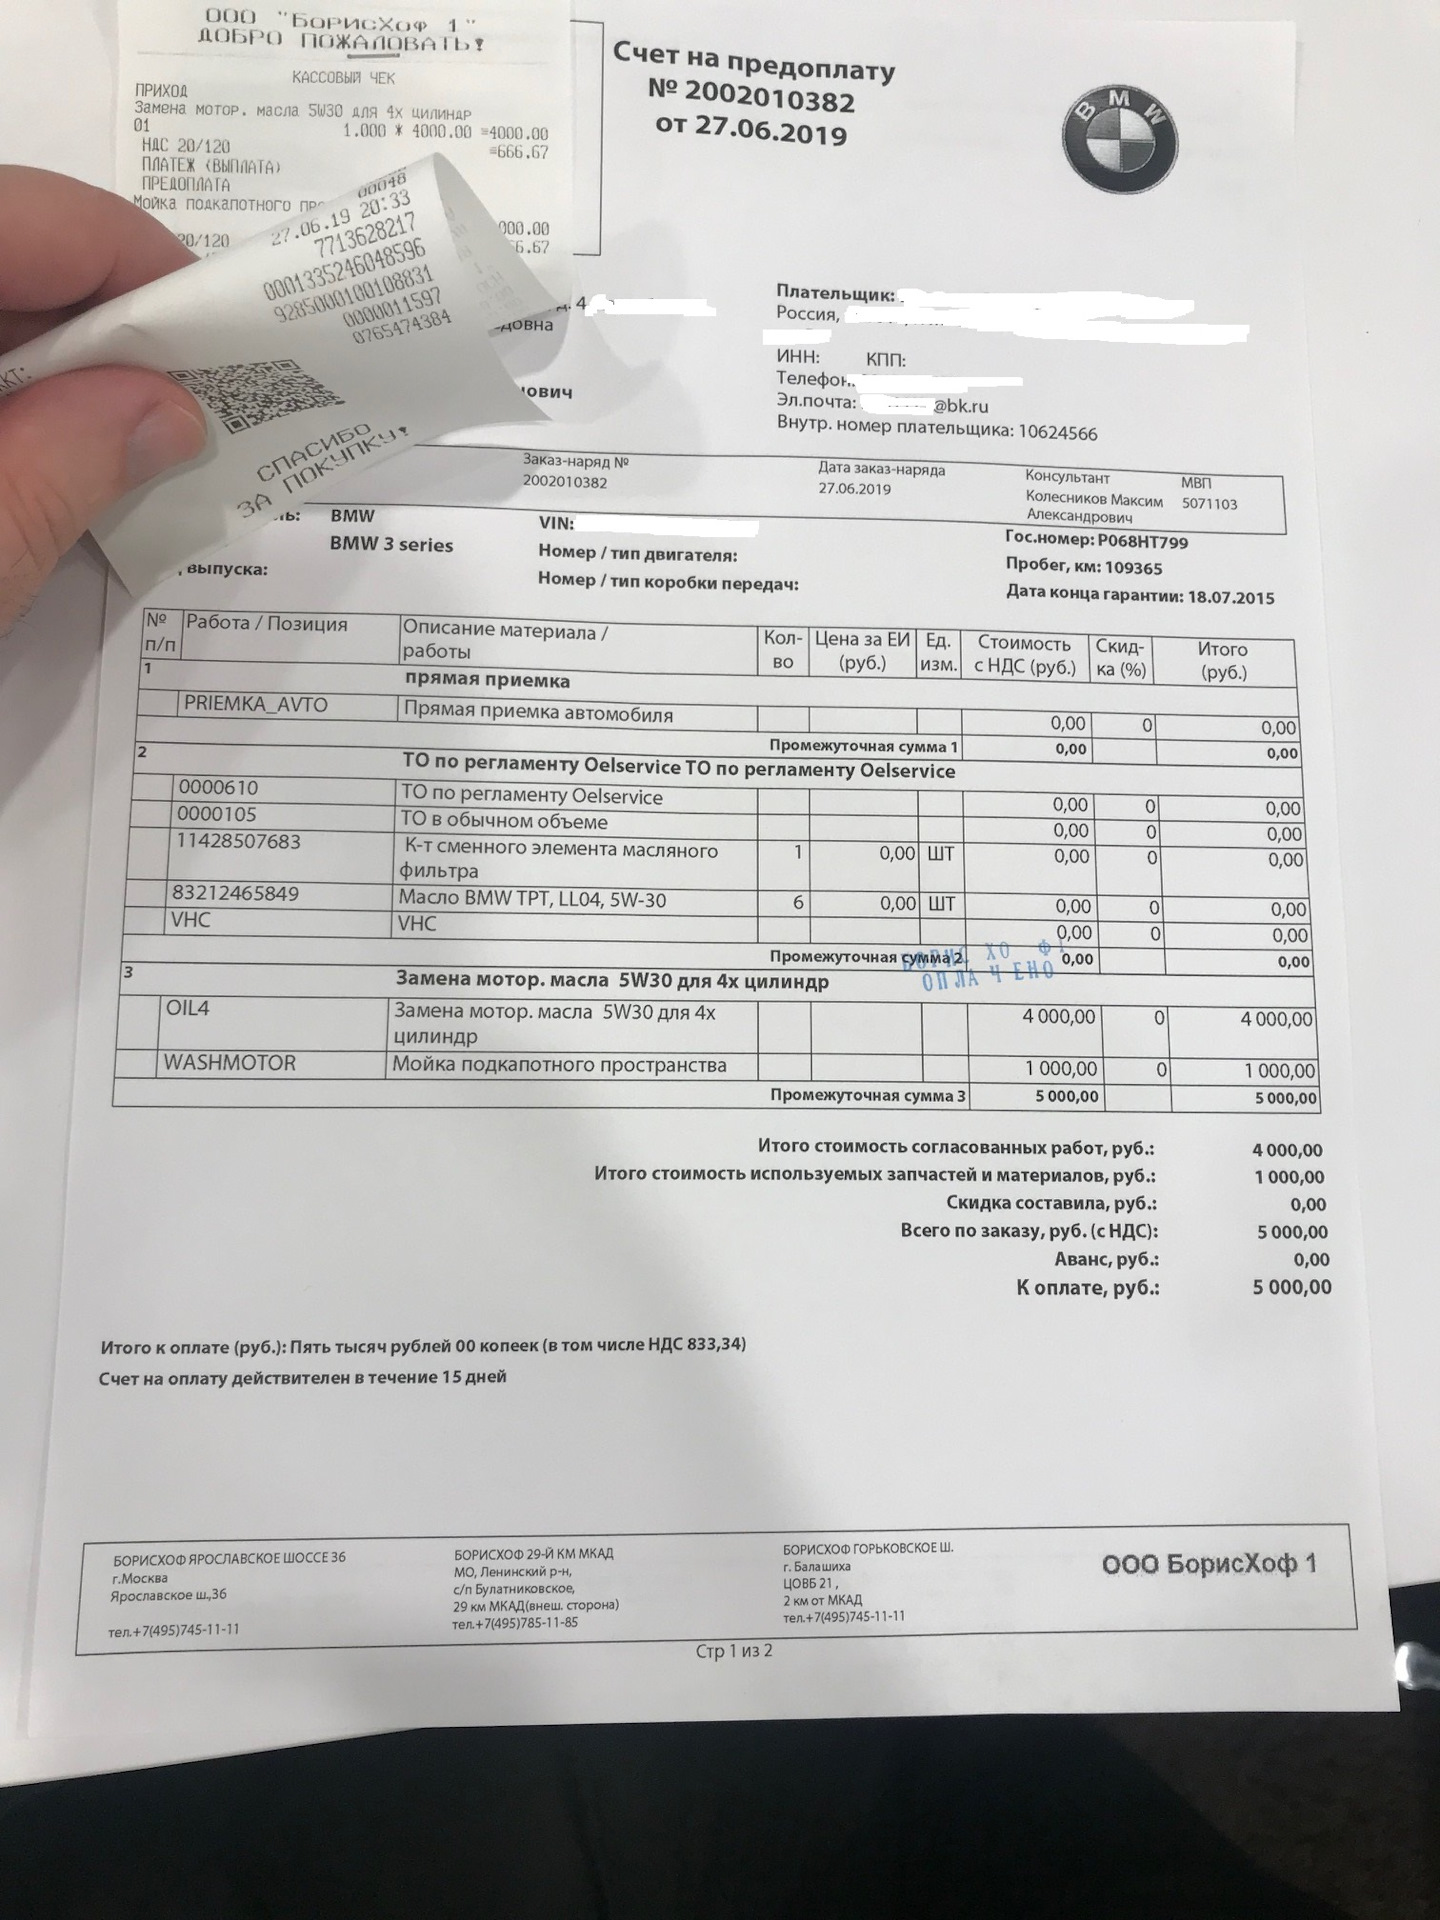 ООО "БорисХоф 1"
ДОБРО ПОЖАЛОВАТЬ!
КАССОВЫЙ ЧЕК
ПРИХОД
Замена мотор. масла 5W30 для 4х цилиндр
01 1.000 * 4000.00 =4000.00
НДС 20/120 =666.67
ПЛАТЕЖ (ВЫПЛАТА)
ПРЕДОПЛАТА
Мойка подкапотного про
000.00
20/120 66.67
00048
27.06.19 20:33
7713628217
0001335246048596
9285000100108831
0000011597
0765474384
СПАСИБО
ЗА ПОКУПКУ!
Счет на предоплату
№ 2002010382
от 27.06.2019
BMW
д. 4
довна
нович
Плательщик:
Россия,
ИНН: КПП:
Телефон:
Эл.почта: @bk.ru
Внутр. номер плательщика: 10624566
Заказ-наряд № Дата заказ-наряда Консультант МВП
2002010382 27.06.2019 Колесников Максим 5071103
Александрович
ль: BMW VIN: Гос.номер: P068HT799
BMW 3 series Номер / тип двигателя: Пробег, км: 109365
выпуска: Номер / тип коробки передач: Дата конца гарантии: 18.07.2015
№ п/п Работа / Позиция Описание материала / работы Кол-во Цена за ЕИ (руб.) Ед. изм. Стоимость с НДС (руб.) Скид-ка (%) Итого (руб.)
1 прямая приемка
PRIEMKA_AVTO Прямая приемка автомобиля 0,00 0 0,00
Промежуточная сумма 1 0,00 0,00
2 ТО по регламенту Oelservice ТО по регламенту Oelservice
0000610 ТО по регламенту Oelservice 0,00 0 0,00
0000105 ТО в обычном объеме 0,00 0 0,00
11428507683 К-т сменного элемента масляного 1 0,00 ШТ 0,00 0 0,00
фильтра
83212465849 Масло BMW TPT, LL04, 5W-30 6 0,00 ШТ 0,00 0 0,00
VHC VHC 0,00 0 0,00
Промежуточная сумма 2 0,00 0,00
БОРИС ХО Ф1
ОПЛАЧЕНО
3 Замена мотор. масла 5W30 для 4х цилиндр
OIL4 Замена мотор. масла 5W30 для 4х 4 000,00 0 4 000,00
цилиндр
WASHMOTOR Мойка подкапотного пространства 1 000,00 0 1 000,00
Промежуточная сумма 3 5 000,00 5 000,00
Итого стоимость согласованных работ, руб.: 4 000,00
Итого стоимость используемых запчастей и материалов, руб.: 1 000,00
Скидка составила, руб.: 0,00
Всего по заказу, руб. (с НДС): 5 000,00
Аванс, руб.: 0,00
К оплате, руб.: 5 000,00
Итого к оплате (руб.): Пять тысяч рублей 00 копеек (в том числе НДС 833,34)
Счет на оплату действителен в течение 15 дней
БОРИСХОФ ЯРОСЛАВСКОЕ ШОССЕ 36
г.Москва
Ярославское ш.,36
тел.+7(495)745-11-11
БОРИСХОФ 29-Й КМ МКАД
МО, Ленинский р-н,
с/п Булатниковское,
29 км МКАД(внеш. сторона)
тел.+7(495)785-11-85
БОРИСХОФ ГОРЬКОВСКОЕ Ш.
г. Балашиха
ЦОВБ 21 ,
2 км от МКАД
тел.+7(495)745-11-11
ООО БорисХоф 1
Стр 1 из 2